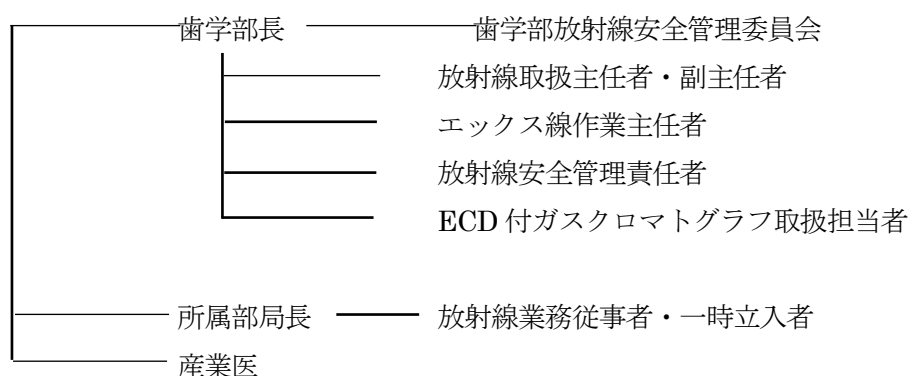 歯学部長 歯学部放射線安全管理委員会
放射線取扱主任者・副主任者
エックス線作業主任者
放射線安全管理責任者
ECD 付ガスクロマトグラフ取扱担当者
所属部局長 放射線業務従事者・一時立入者
産業医